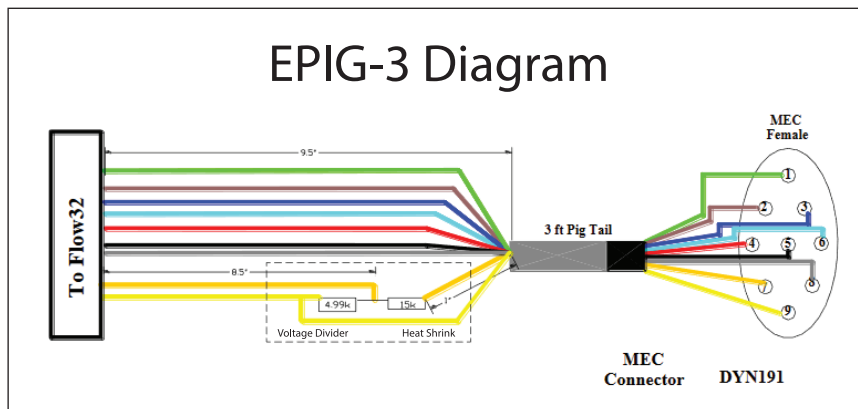 EPIG-3 Diagram
MEC
Female
9.5"
1
2
3
3 ft Pig Tail
4
5
6
To Flow32
8.5"
7
8
1"
4.99k
15k
9
Voltage Divider
Heat Shrink
MEC
Connector
DYN191